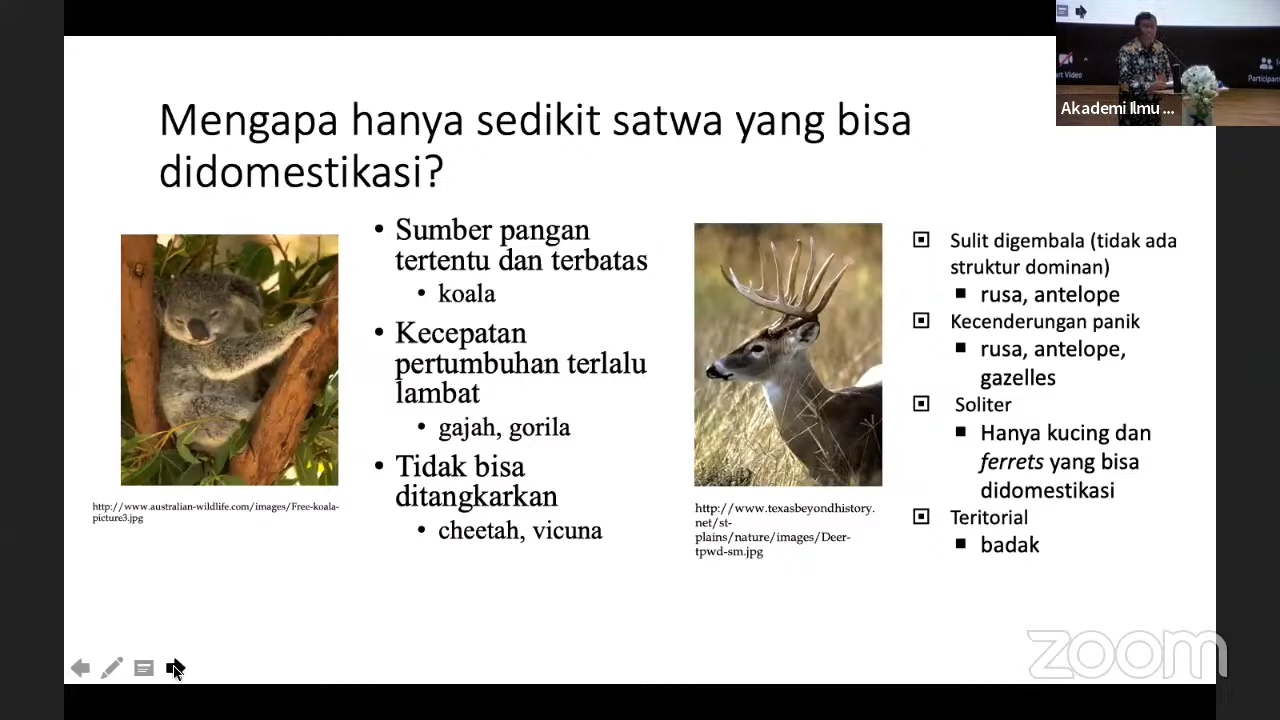 Mengapa hanya sedikit satwa yang bisa
didomestikasi?
• Sumber pangan
tertentu dan terbatas
• koala
• Kecepatan
pertumbuhan terlalu
lambat
• gajah, gorila
• Tidak bisa
ditangkarkan
• cheetah, vicuna
http://www.australian-wildlife.com/images/Free-koala-
picture3.jpg
http://www.texasbeyondhistory.
net/st-
plains/nature/images/Deer-
tpwd-sm.jpg
Sulit digembala (tidak ada
struktur dominan)
rusa, antelope
Kecenderungan panik
rusa, antelope,
gazelles
Soliter
Hanya kucing dan
ferrets yang bisa
didomestikasi
Teritorial
badak
Akademi Ilmu ...
rt Video
Participant
zoom